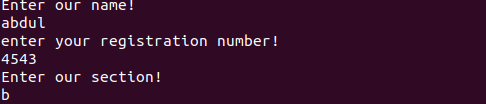 Enter our name!
abdul
enter your registration number!
4543
Enter our section!
b